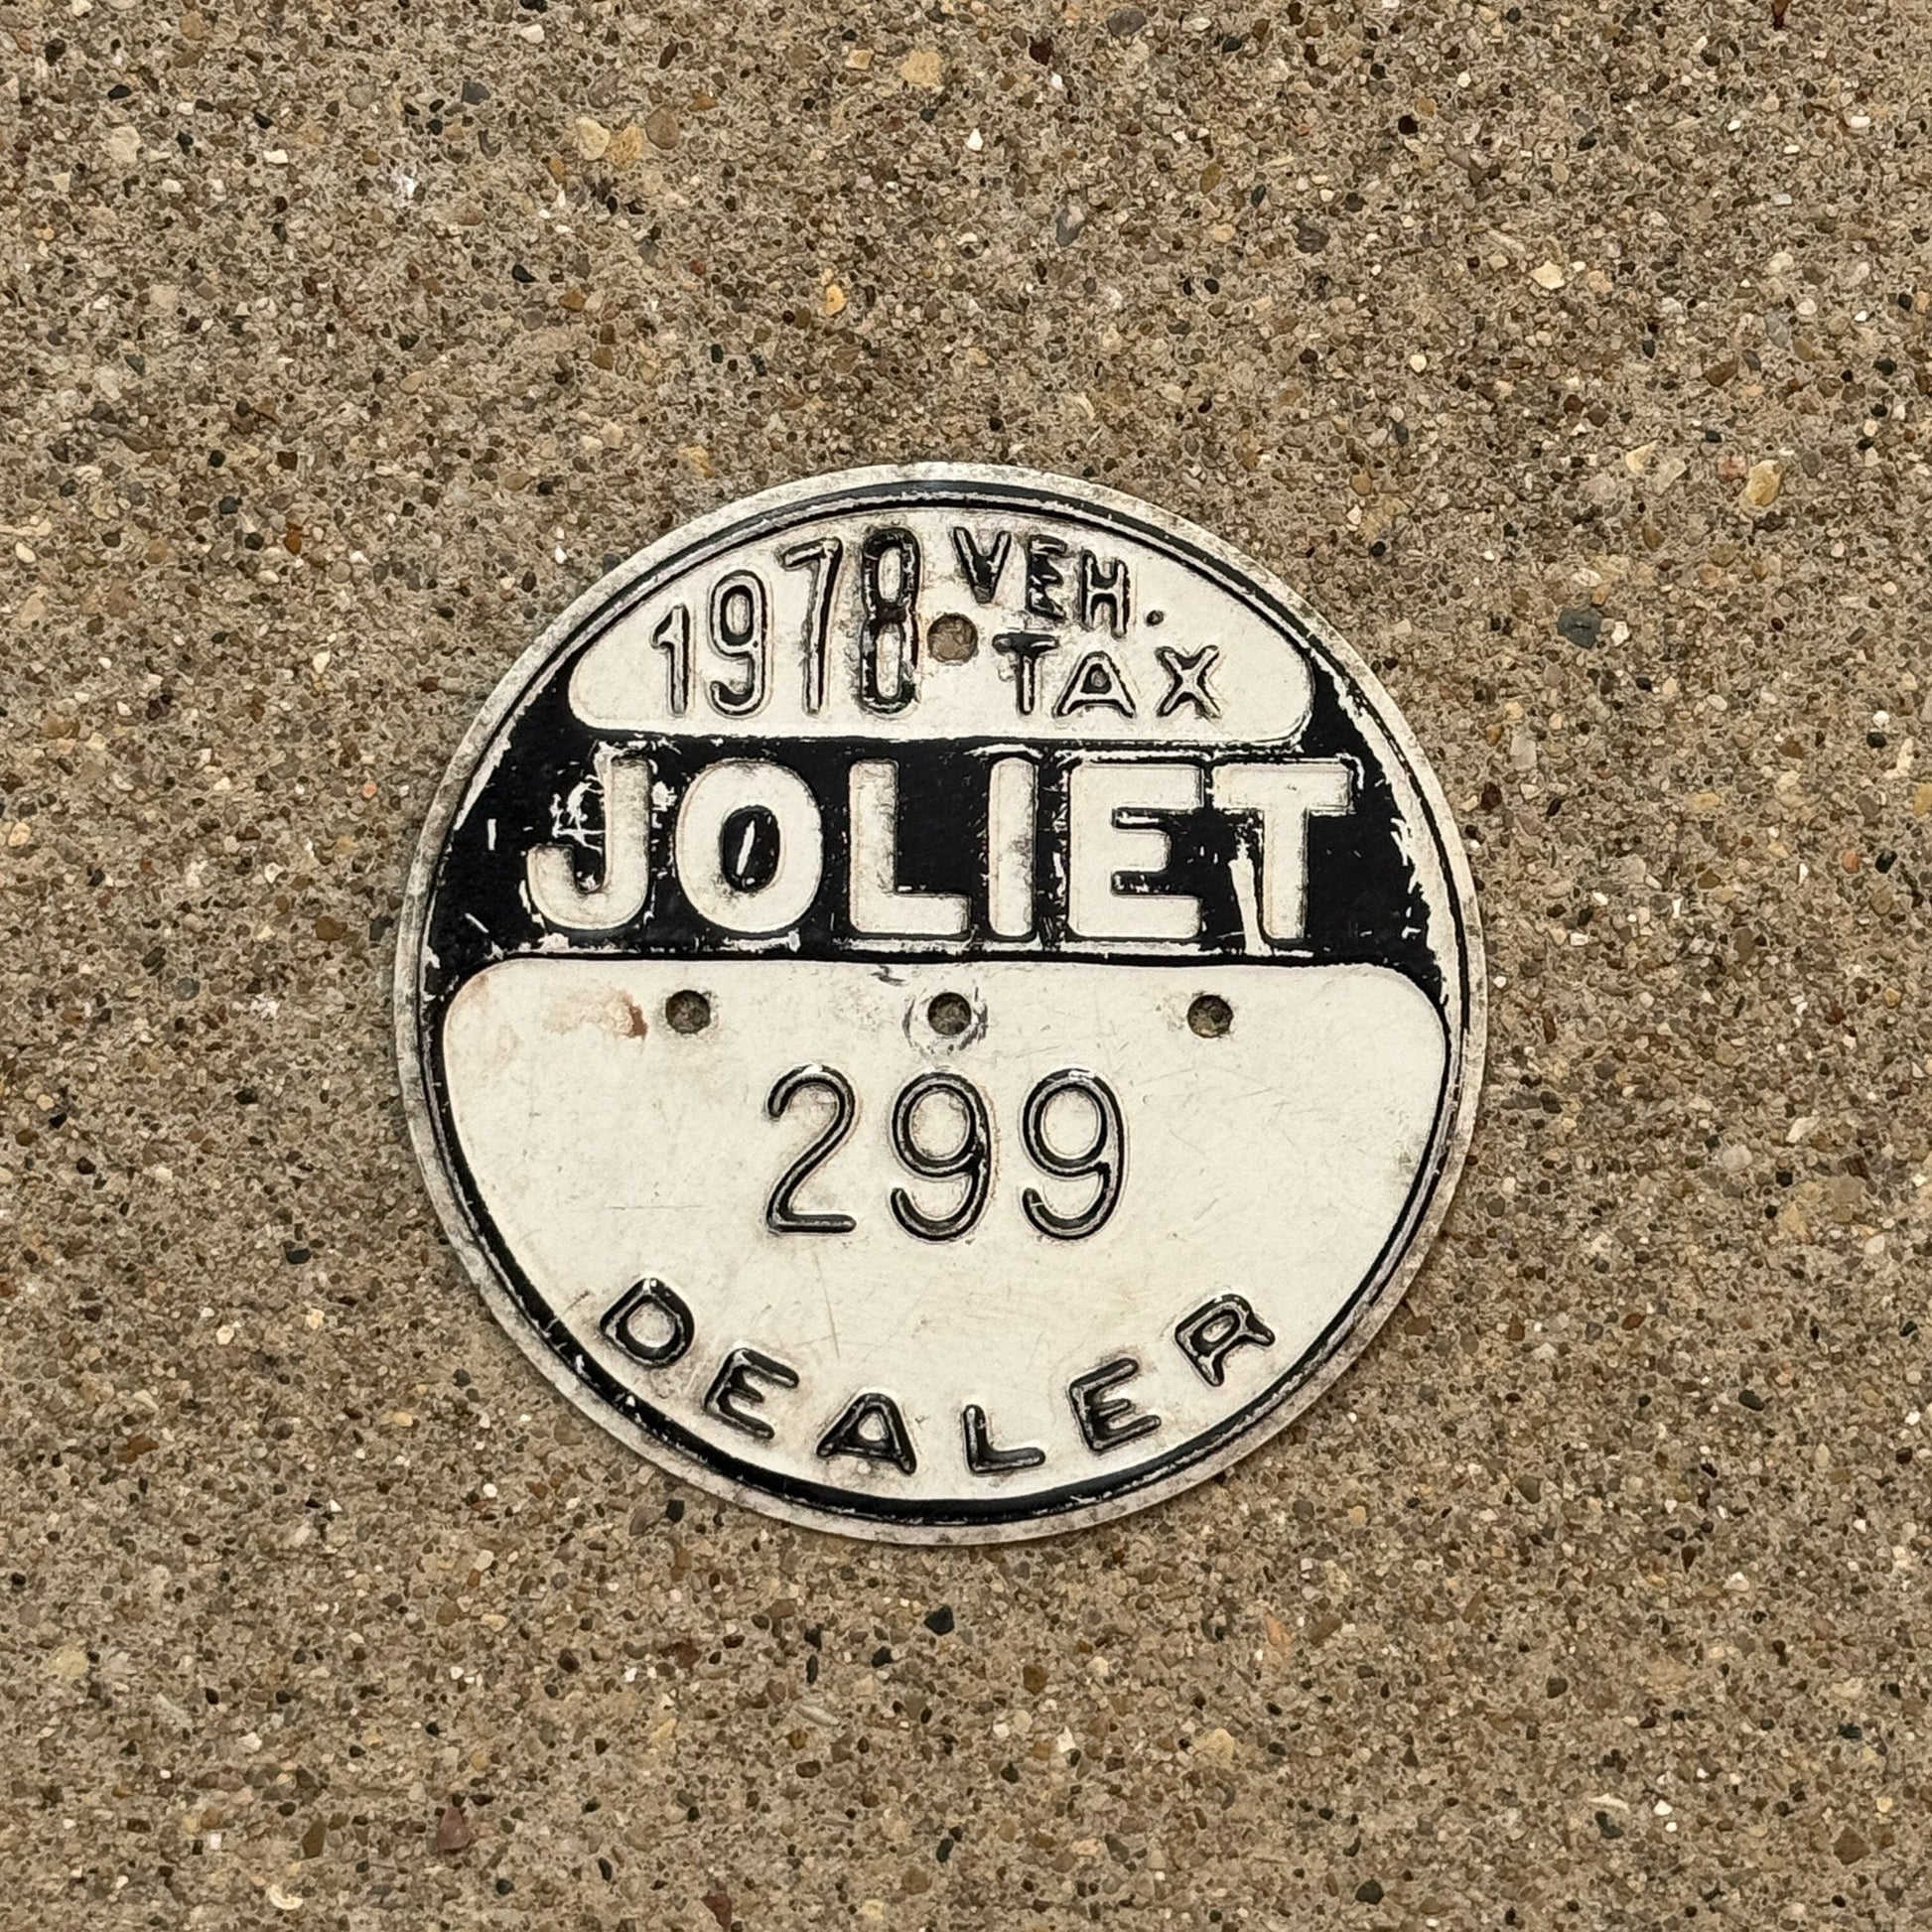 1978 VEH.
TAX
JOLIET
299
DEALER